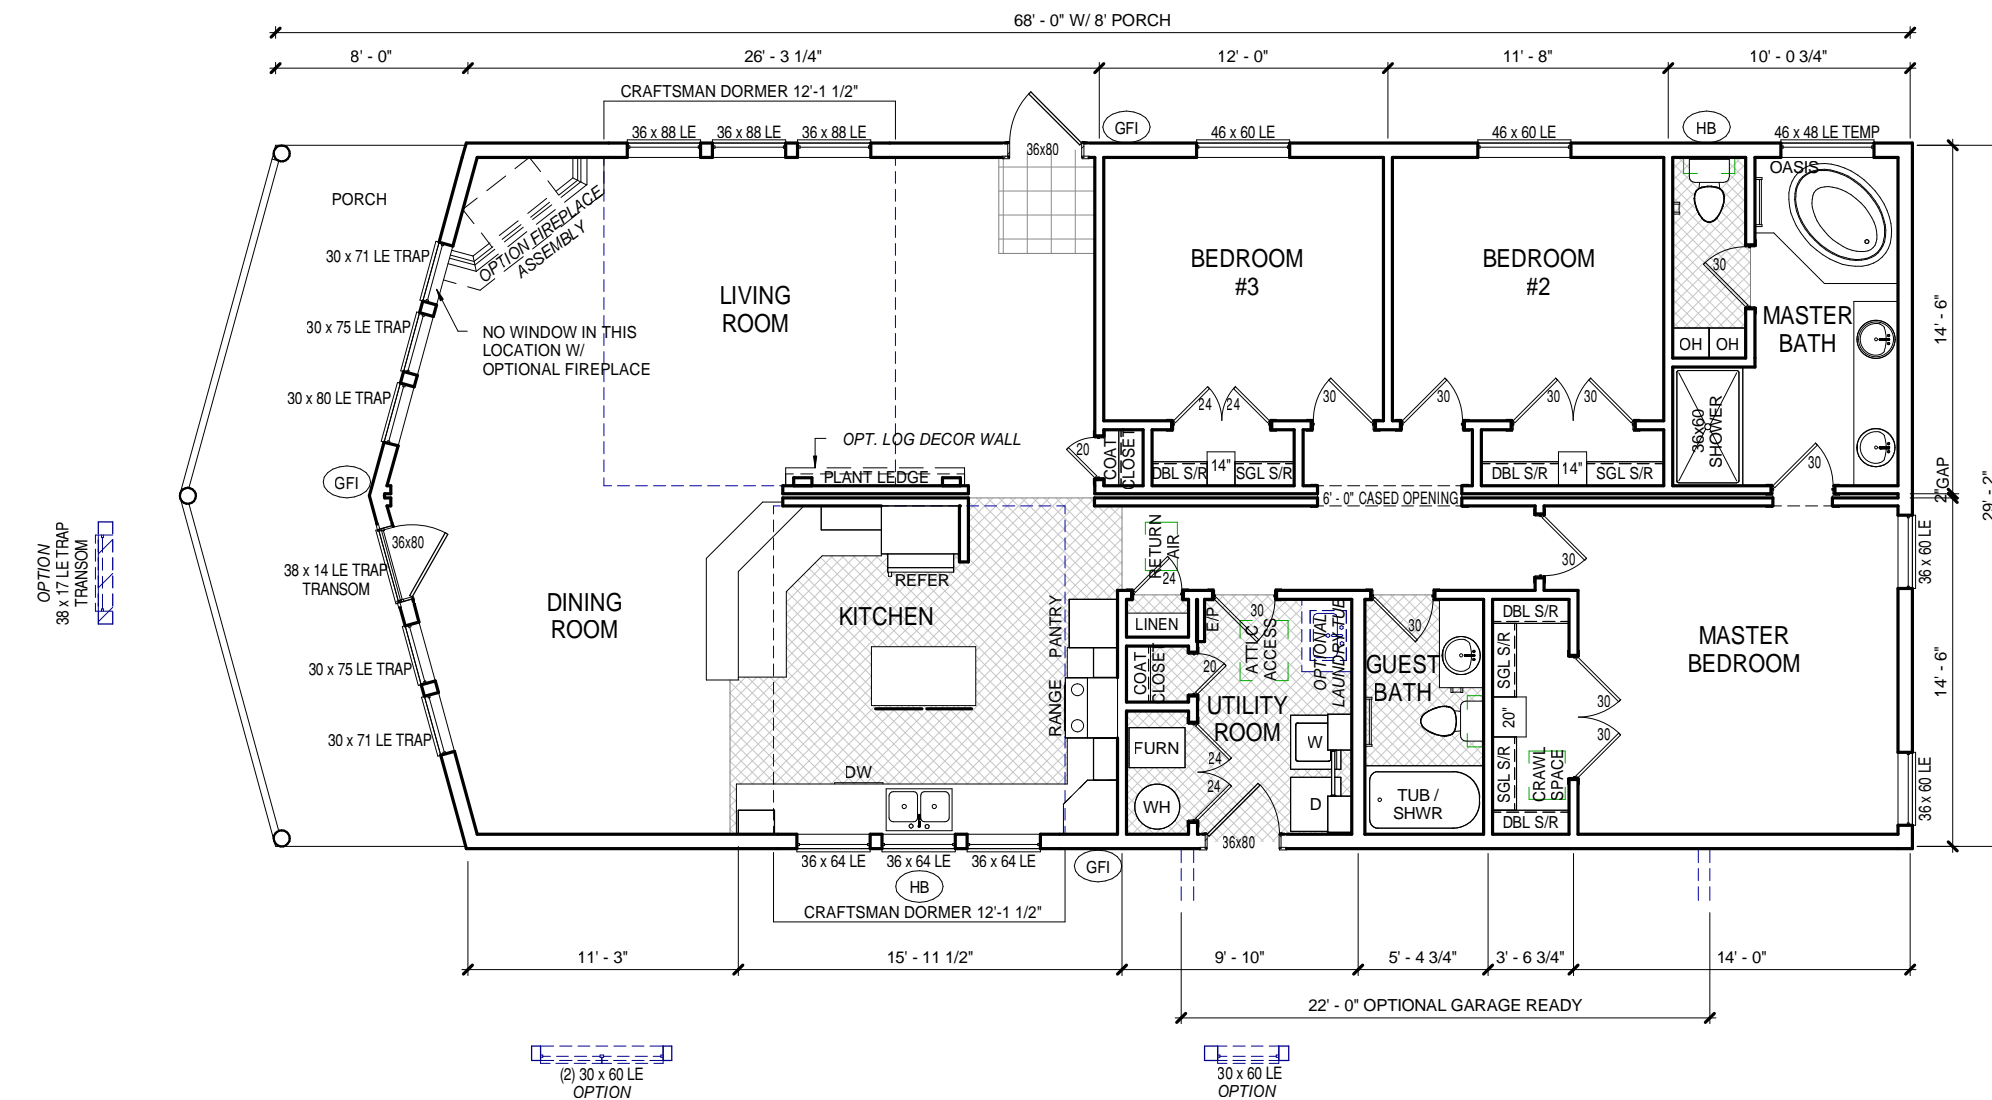 68' - 0" W/ 8' PORCH
8' - 0"
26' - 3 1/4"
12' - 0"
11' - 8"
10' - 0 3/4"
CRAFTSMAN DORMER 12'-1 1/2"
36 x 88 LE
36 x 88 LE
36 x 88 LE
36x80
GFI
46 x 60 LE
46 x 60 LE
HB
46 x 48 LE TEMP
OASIS
PORCH
OPTION FIREPLACE
ASSEMBLY
30 x 71 LE TRAP
30 x 75 LE TRAP
30 x 80 LE TRAP
NO WINDOW IN THIS
LOCATION W/
OPTIONAL FIREPLACE
LIVING
ROOM
BEDROOM
#3
BEDROOM
#2
30
MASTER
BATH
OH
OH
14' - 6"
24
24
30
30
30
30
36x60
SHOWER
30
OPT. LOG DECOR WALL
PLANT LEDGE
20
COAT
CLOSET
DBL S/R
14"
SGL S/R
DBL S/R
14"
SGL S/R
6' - 0" CASED OPENING
2"GAP
29' - 2"
GFI
OPTION
38 x 17 LE TRAP
TRANSOM
36x80
38 x 14 LE TRAP
TRANSOM
30 x 75 LE TRAP
30 x 71 LE TRAP
DINING
ROOM
REFER
KITCHEN
PANTRY
RANGE
DW
RETURN
AIR
24
LINEN
E/P
30
ATTIC
ACCESS
OPTIONAL
LAUNDRY TUB
COAT
CLOSET
20
UTILITY
ROOM
FURN
24
24
WH
W
D
36x80
30
GUEST
BATH
TUB /
SHWR
30
DBL S/R
SGL S/R
20"
SGL S/R
CRAWL
SPACE
DBL S/R
30
30
MASTER
BEDROOM
36 x 60 LE
36 x 60 LE
14' - 6"
36 x 64 LE
36 x 64 LE
36 x 64 LE
HB
GFI
CRAFTSMAN DORMER 12'-1 1/2"
11' - 3"
15' - 11 1/2"
9' - 10"
5' - 4 3/4"
3' - 6 3/4"
14' - 0"
22' - 0" OPTIONAL GARAGE READY
(2) 30 x 60 LE
OPTION
30 x 60 LE
OPTION